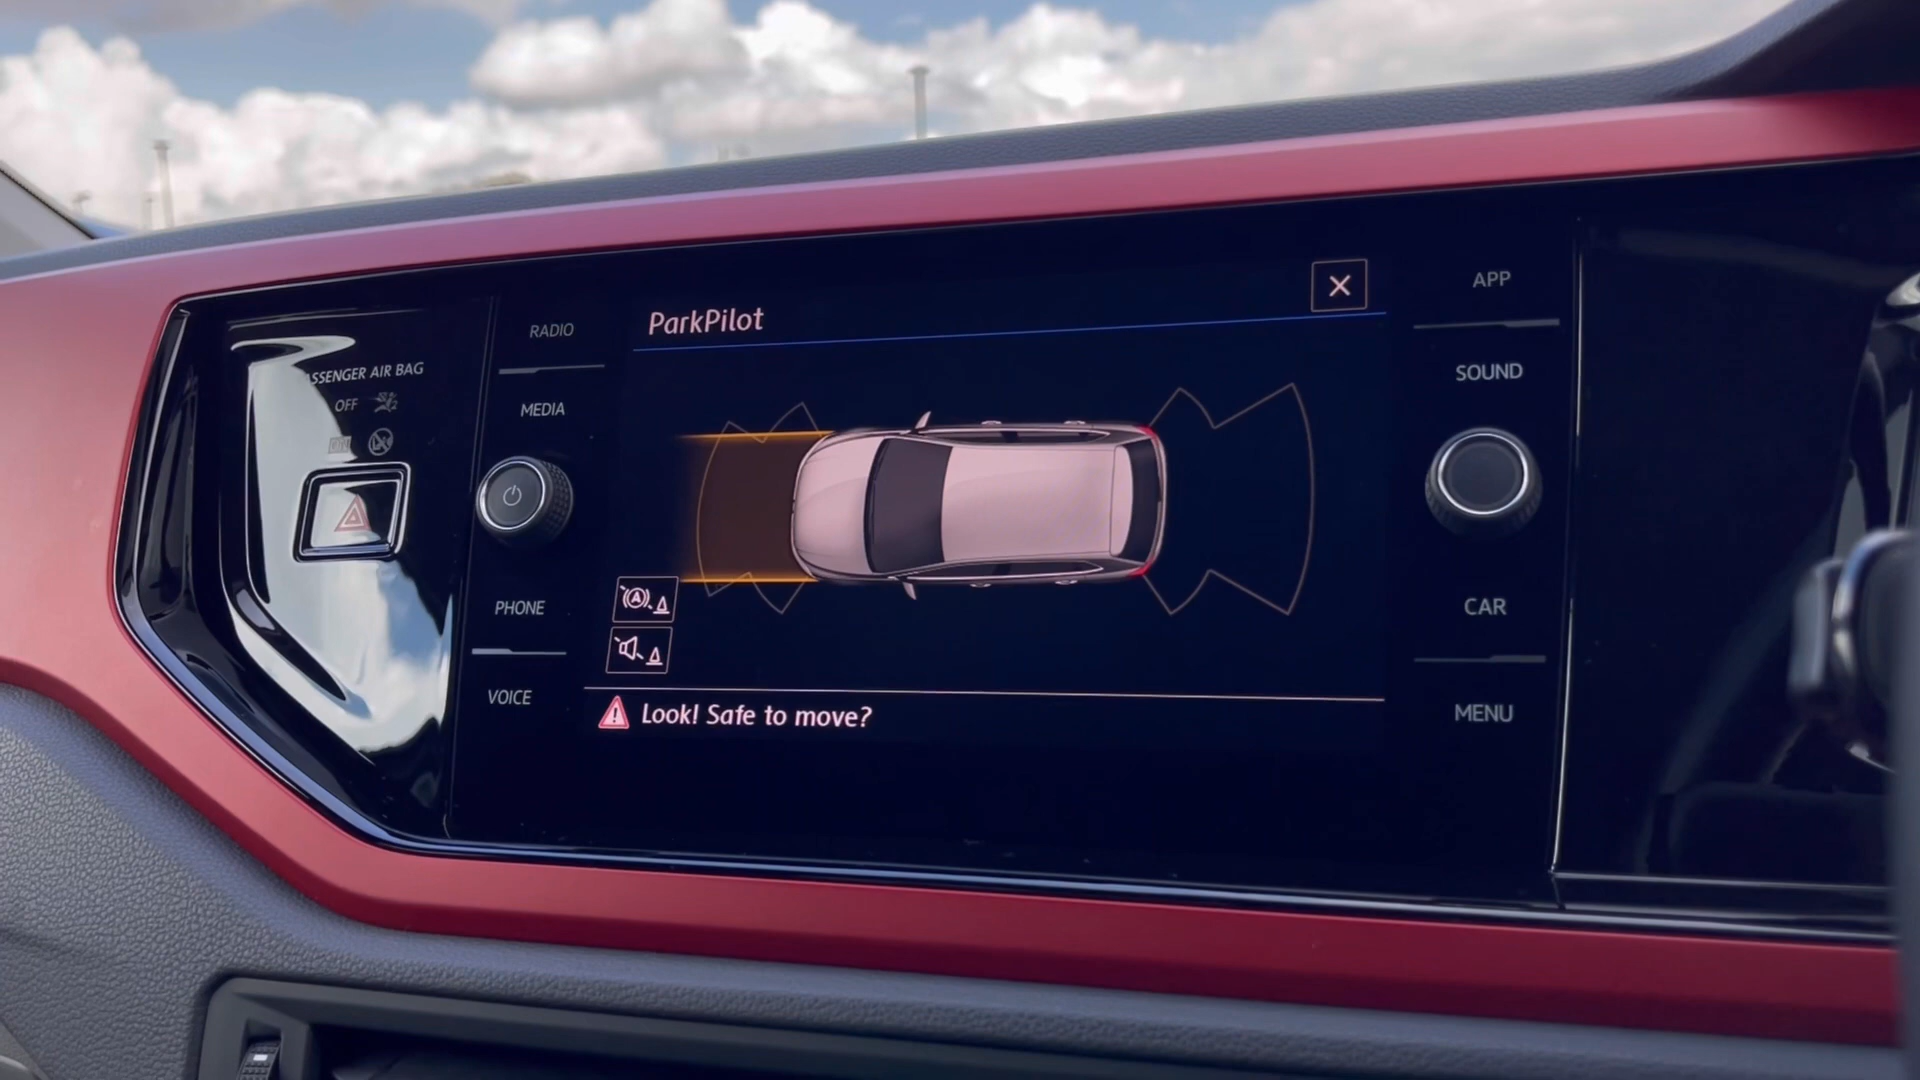 ASSENGER AIR BAG
OFF
RADIO
MEDIA
PHONE
VOICE
ParkPilot
Look! Safe to move?
APP
SOUND
CAR
MENU